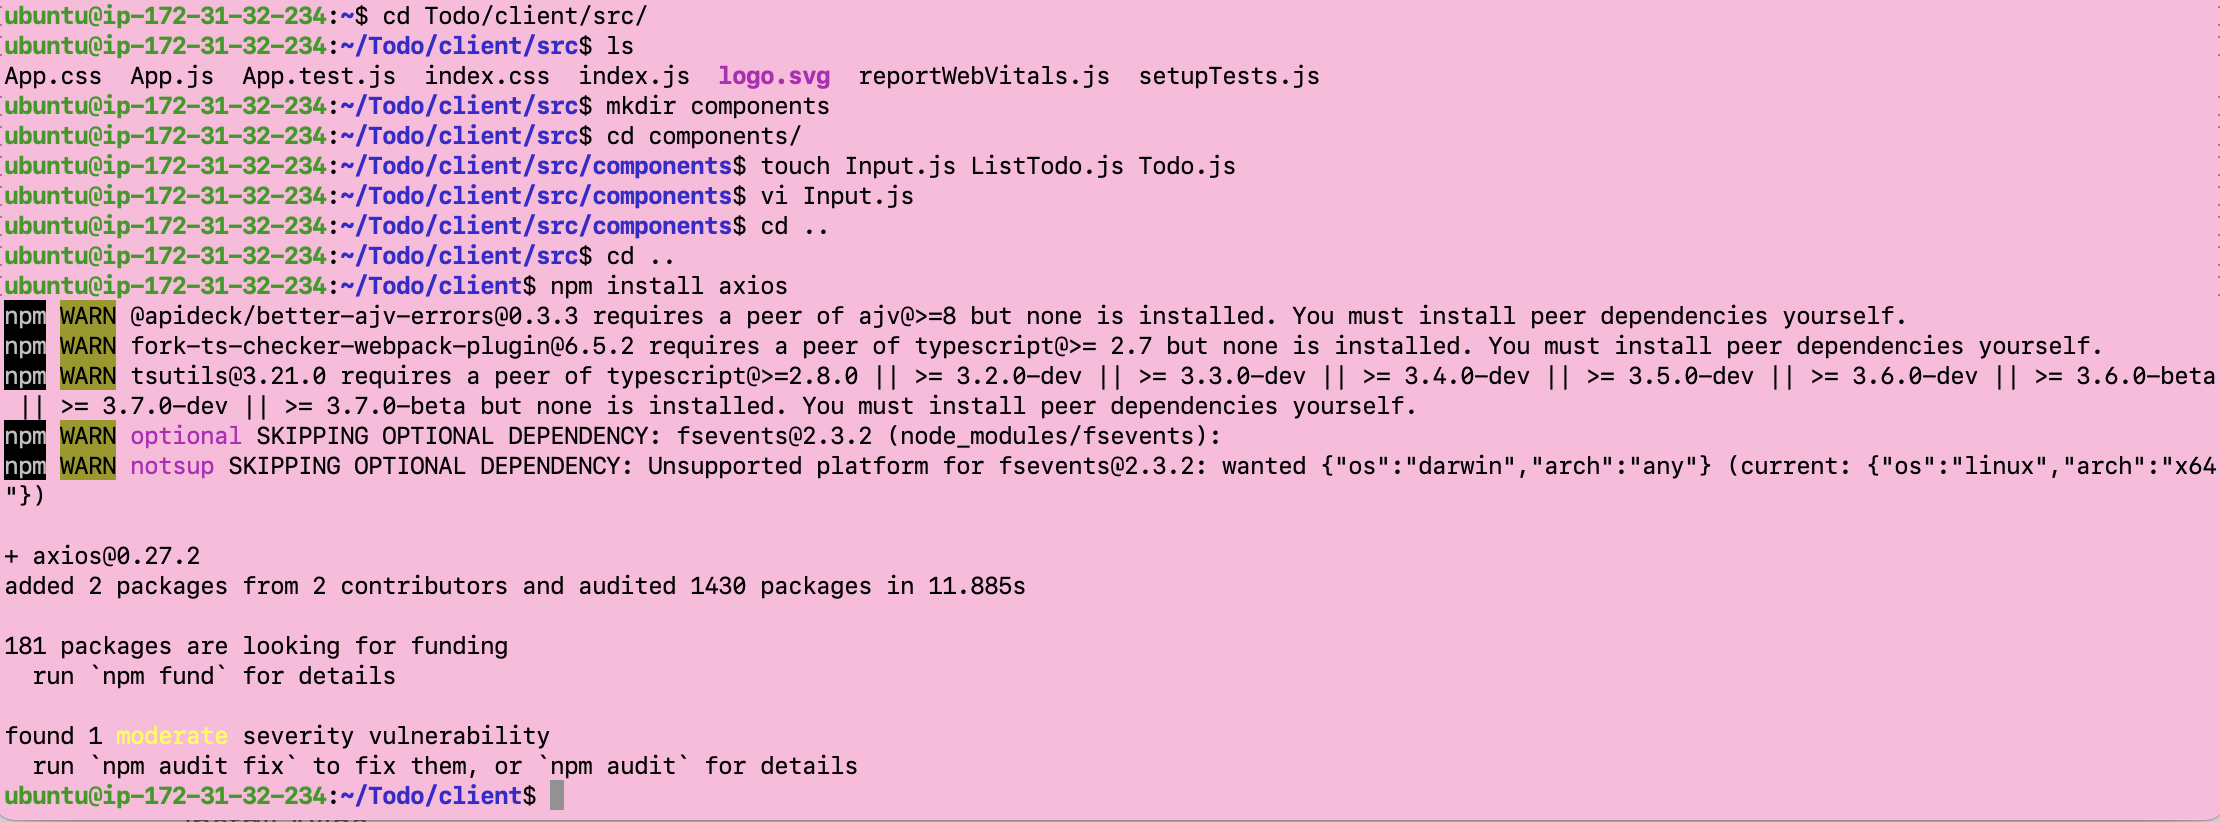 ubuntu@ip-172-31-32-234:~$ cd Todo/client/src/
ubuntu@ip-172-31-32-234:~/Todo/client/src$ ls
App.css  App.js  App.test.js  index.css  index.js  logo.svg  reportWebVitals.js  setupTests.js
ubuntu@ip-172-31-32-234:~/Todo/client/src$ mkdir components
ubuntu@ip-172-31-32-234:~/Todo/client/src$ cd components/
ubuntu@ip-172-31-32-234:~/Todo/client/src/components$ touch Input.js ListTodo.js Todo.js
ubuntu@ip-172-31-32-234:~/Todo/client/src/components$ vi Input.js
ubuntu@ip-172-31-32-234:~/Todo/client/src/components$ cd ..
ubuntu@ip-172-31-32-234:~/Todo/client/src$ cd ..
ubuntu@ip-172-31-32-234:~/Todo/client$ npm install axios
npm WARN @apideck/better-ajv-errors@0.3.3 requires a peer of ajv@>=8 but none is installed. You must install peer dependencies yourself.
npm WARN fork-ts-checker-webpack-plugin@6.5.2 requires a peer of typescript@>= 2.7 but none is installed. You must install peer dependencies yourself.
npm WARN tsutils@3.21.0 requires a peer of typescript@>=2.8.0 || >= 3.2.0-dev || >= 3.3.0-dev || >= 3.4.0-dev || >= 3.5.0-dev || >= 3.6.0-dev || >= 3.6.0-beta
 || >= 3.7.0-dev || >= 3.7.0-beta but none is installed. You must install peer dependencies yourself.
npm WARN optional SKIPPING OPTIONAL DEPENDENCY: fsevents@2.3.2 (node_modules/fsevents):
npm WARN notsup SKIPPING OPTIONAL DEPENDENCY: Unsupported platform for fsevents@2.3.2: wanted {"os":"darwin","arch":"any"} (current: {"os":"linux","arch":"x64
"})
+ axios@0.27.2
added 2 packages from 2 contributors and audited 1430 packages in 11.885s
181 packages are looking for funding
  run `npm fund` for details
found 1 moderate severity vulnerability
  run `npm audit fix` to fix them, or `npm audit` for details
ubuntu@ip-172-31-32-234:~/Todo/client$